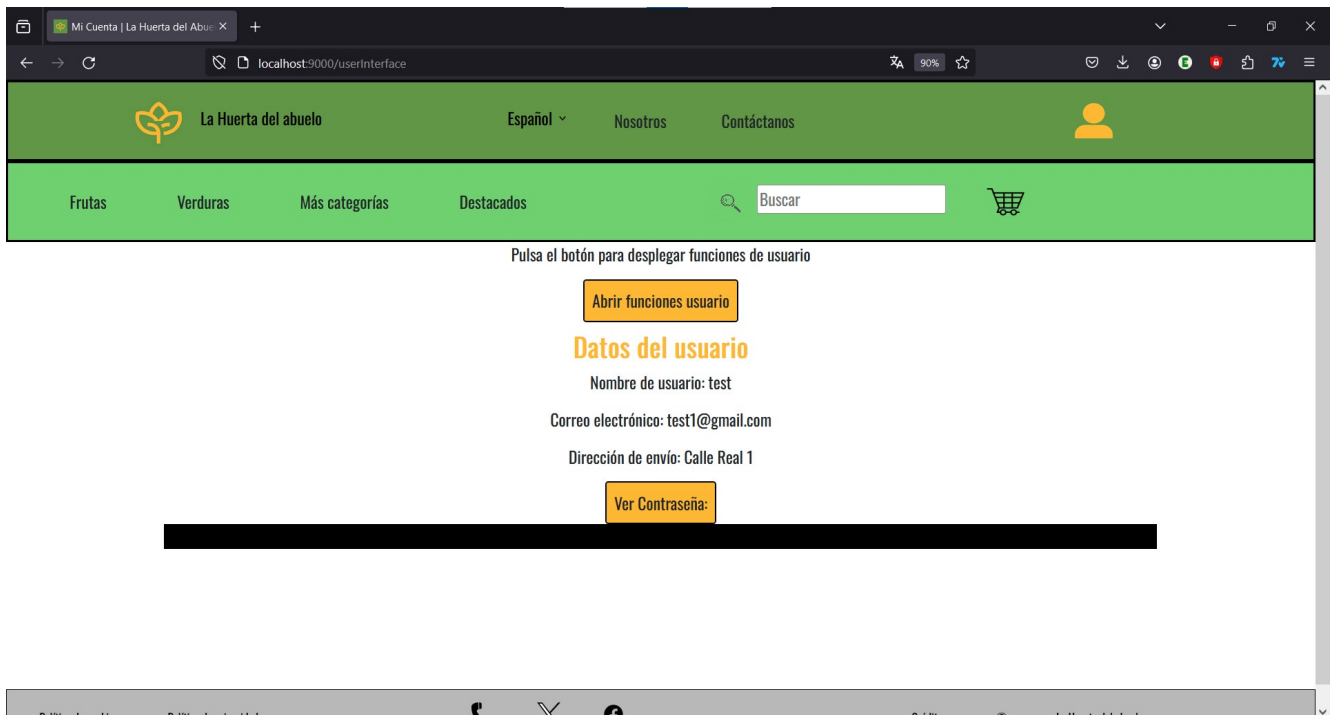 Mi Cuenta | La Huerta del Abue
localhost:9000/userInterface
90%
La Huerta del abuelo
Español
Nosotros
Contáctanos
Frutas
Verduras
Más categorías
Destacados
Buscar
Pulsa el botón para desplegar funciones de usuario
Abrir funciones usuario
Datos del usuario
Nombre de usuario: test
Correo electrónico: test1@gmail.com
Dirección de envío: Calle Real 1
Ver Contraseña: